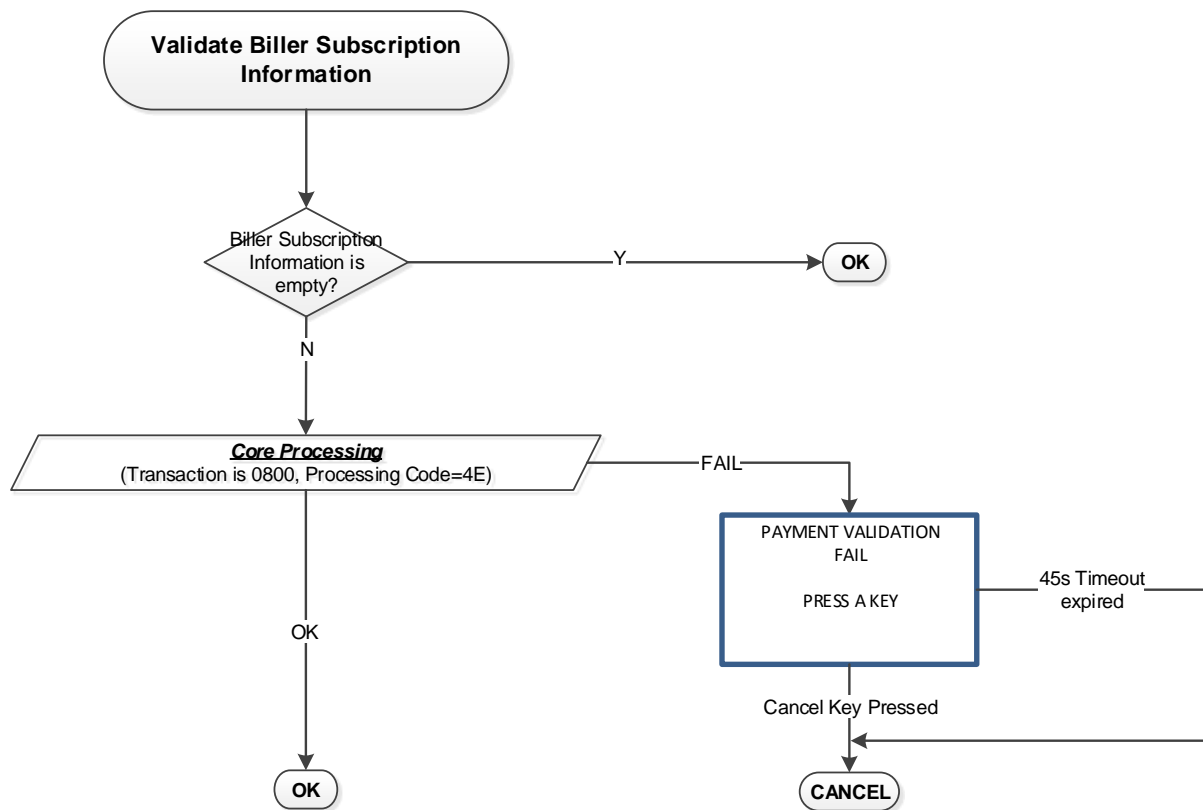 Validate Biller Subscription
Information
Biller Subscription
Information is
empty?
Y
OK
N
Core Processing
(Transaction is 0800, Processing Code=4E)
FAIL
PAYMENT VALIDATION
FAIL
PRESS A KEY
45s Timeout
expired
OK
Cancel Key Pressed
OK
CANCEL